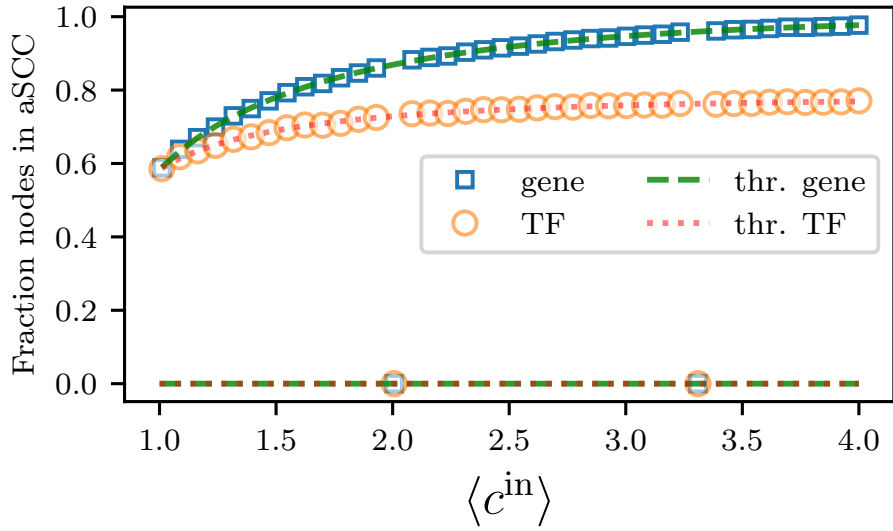 Fraction nodes in aSCC
1.0
0.8
0.6
0.4
0.2
0.0
gene
TF
thr. gene
thr. TF
1.0 1.5 2.0 2.5 3.0 3.5 4.0
⟨c^in⟩